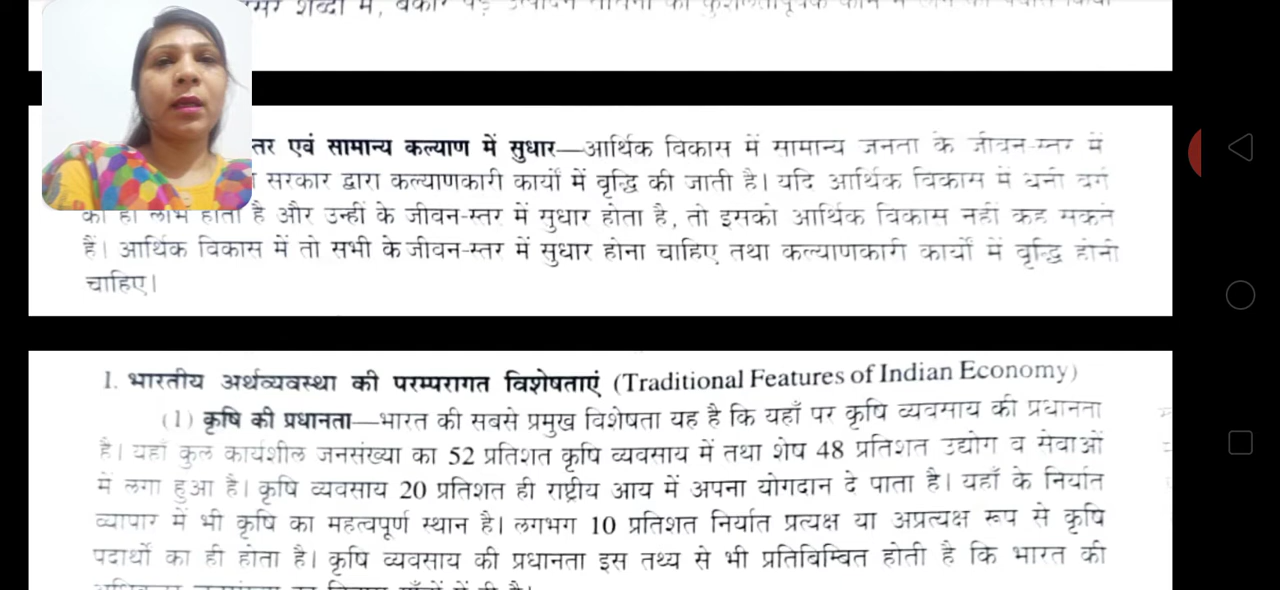 शब्दों में,
तर एवं सामान्य कल्याण में सुधार—आर्थिक विकास में सामान्य जनता के जीवन-स्तर में
सरकार द्वारा कल्याणकारी कार्यों में वृद्धि की जाती है। यदि आर्थिक विकास में धनी वर्ग
को ही लाभ होता है और उन्हीं के जीवन-स्तर में सुधार होता है, तो इसको आर्थिक विकास नहीं कह सकते
हैं। आर्थिक विकास में तो सभी के जीवन-स्तर में सुधार होना चाहिए तथा कल्याणकारी कार्यों में वृद्धि होनी
चाहिए।
1. भारतीय अर्थव्यवस्था की परम्परागत विशेषताएं (Traditional Features of Indian Economy)
(1) कृषि की प्रधानता—भारत की सबसे प्रमुख विशेषता यह है कि यहाँ पर कृषि व्यवसाय की प्रधानता
है। यहाँ कुल कार्यशील जनसंख्या का 52 प्रतिशत कृषि व्यवसाय में तथा शेष 48 प्रतिशत उद्योग व सेवाओं
में लगा हुआ है। कृषि व्यवसाय 20 प्रतिशत ही राष्ट्रीय आय में अपना योगदान दे पाता है। यहाँ के निर्यात
व्यापार में भी कृषि का महत्वपूर्ण स्थान है। लगभग 10 प्रतिशत निर्यात प्रत्यक्ष या अप्रत्यक्ष रूप से कृषि
पदार्थों का ही होता है। कृषि व्यवसाय की प्रधानता इस तथ्य से भी प्रतिबिम्बित होती है कि भारत की